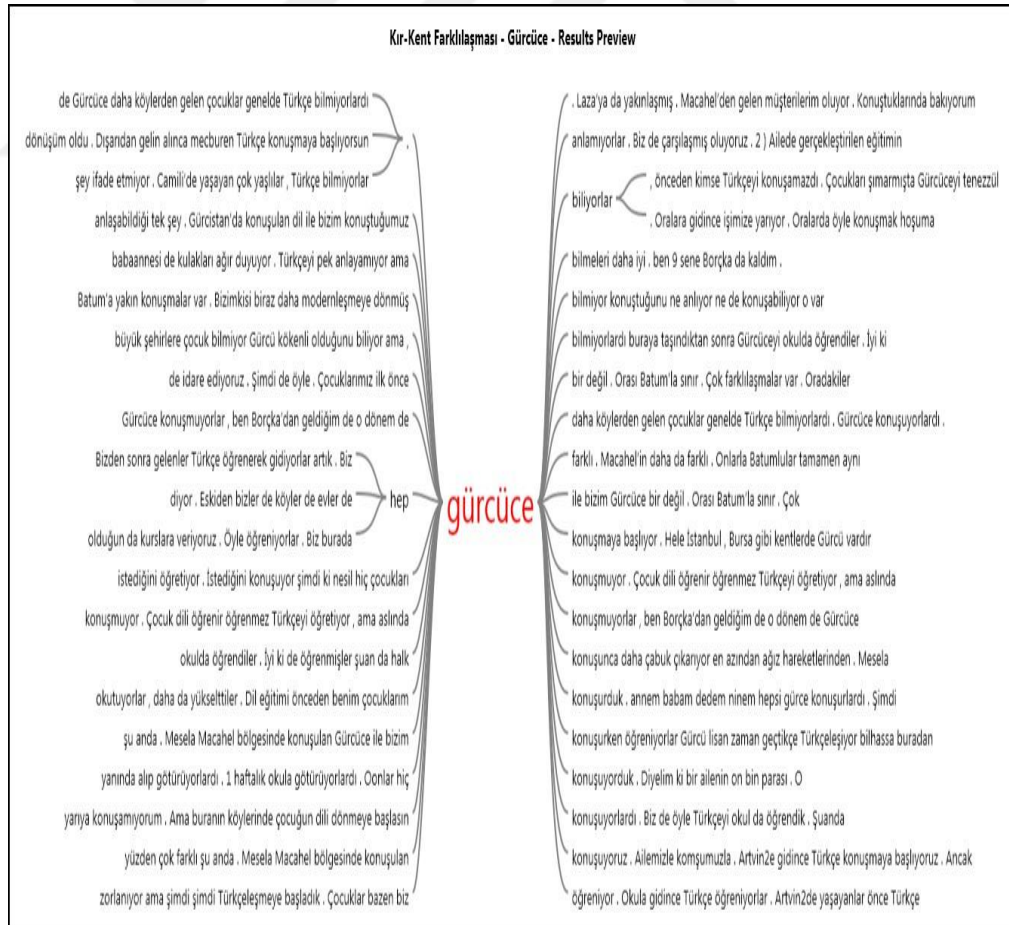 Kır-Kent Farklılaşması - Gürcüce - Results Preview
de Gürcüce daha köylerden gelen çocuklar genelde Türkçe bilmiyorlardı
dönüşüm oldu . Dışarıdan gelin alınca mecburen Türkçe konuşmaya başlıyorsun
şey ifade etmiyor . Camili'de yaşayan çok yaşlılar , Türkçe bilmiyorlar
.
anlaşabildiği tek şey . Gürcistan'da konuşulan dil ile bizim konuştuğumuz
babaannesi de kulakları ağır duyuyor . Türkçeyi pek anlayamıyor ama
Batum'a yakın konuşmalar var . Bizimkisi biraz daha modernleşmeye dönmüş
büyük şehirlere çocuk bilmiyor Gürcü kökenli olduğunu biliyor ama ,
de idare ediyoruz . Şimdi de öyle . Çocuklarımız ilk önce
Gürcüce konuşmuyorlar , ben Borçka'dan geldiğim de o dönem de
Bizden sonra gelenler Türkçe öğrenerek gidiyorlar artık . Biz
diyor . Eskiden bizler de köyler de evler de
olduğun da kurslara veriyoruz . Öyle öğreniyorlar . Biz burada
hep
istediğini öğretiyor . İstediğini konuşuyor şimdi ki nesil hiç çocukları
konuşmuyor . Çocuk dili öğrenir öğrenmez Türkçeyi öğretiyor , ama aslında
okulda öğrendiler . İyi ki de öğrenmişler şuan da halk
okutuyorlar , daha da yükselttiler . Dil eğitimi önceden benim çocuklarım
şu anda . Mesela Macahel bölgesinde konuşulan Gürcüce ile bizim
yanında alıp götürüyorlardı . 1 haftalık okula götürüyorlardı . Oonlar hiç
yarıya konuşamıyorum . Ama buranın köylerinde çocuğun dili dönmeye başlasın
yüzden çok farklı şu anda . Mesela Macahel bölgesinde konuşulan
zorlanıyor ama şimdi şimdi Türkçeleşmeye başladik . Çocuklar bazen biz
gürcüce
. Laza'ya da yakınlaşmış . Macahel'den gelen müşterilerim oluyor . Konuştuklarında bakıyorum
anlamıyorlar . Biz de çarşılaşmış oluyoruz . 2 ) Ailede gerçekleştirilen eğitimin
biliyorlar
, önceden kimse Türkçeyi konuşamazdı . Çocukları şımarmışta Gürcüceyi tenezzül
. Oralara gidince işimize yarıyor . Oralarda öyle konuşmak hoşuma
bilmeleri daha iyi . ben 9 sene Borçka da kaldım .
bilmiyor konuştuğunu ne anlıyor ne de konuşabiliyor o var
bilmiyorlardı buraya taşındıktan sonra Gürcüceyi okulda öğrendiler . İyi ki
bir değil . Orası Batum'la sınır . Çok farklılaşmalar var . Oradakiler
daha köylerden gelen çocuklar genelde Türkçe bilmiyorlardı . Gürcüce konuşuyorlardı .
farklı . Macahel'in daha da farklı . Onlarla Batumlular tamamen aynı
ile bizim Gürcüce bir değil . Orası Batum'la sınır . Çok
konuşmaya başlıyor . Hele İstanbul , Bursa gibi kentlerde Gürcü vardır
konuşmuyor . Çocuk dili öğrenir öğrenmez Türkçeyi öğretiyor , ama aslında
konuşmuyorlar , ben Borçka'dan geldiğim de o dönem de Gürcüce
konuşunca daha çabuk çıkarıyor en azından ağız hareketlerinden . Mesela
konuşurduk . annem babam dedem ninem hepsi gürce konuşurlardı . Şimdi
konuşurken öğreniyorlar Gürcü lisan zaman geçtikçe Türkçeleşiyor bilhassa buradan
konuşuyorduk . Diyelim ki bir ailenin on bin parası . O
konuşuyorlardı . Biz de öyle Türkçeyi okul da öğrendik . Şuanda
konuşuyoruz . Ailemizle komşumuzla . Artvin2e gidince Türkçe konuşmaya başlıyoruz . Ancak
öğreniyor . Okula gidince Türkçe öğreniyorlar . Artvin2de yaşayanlar önce Türkçe